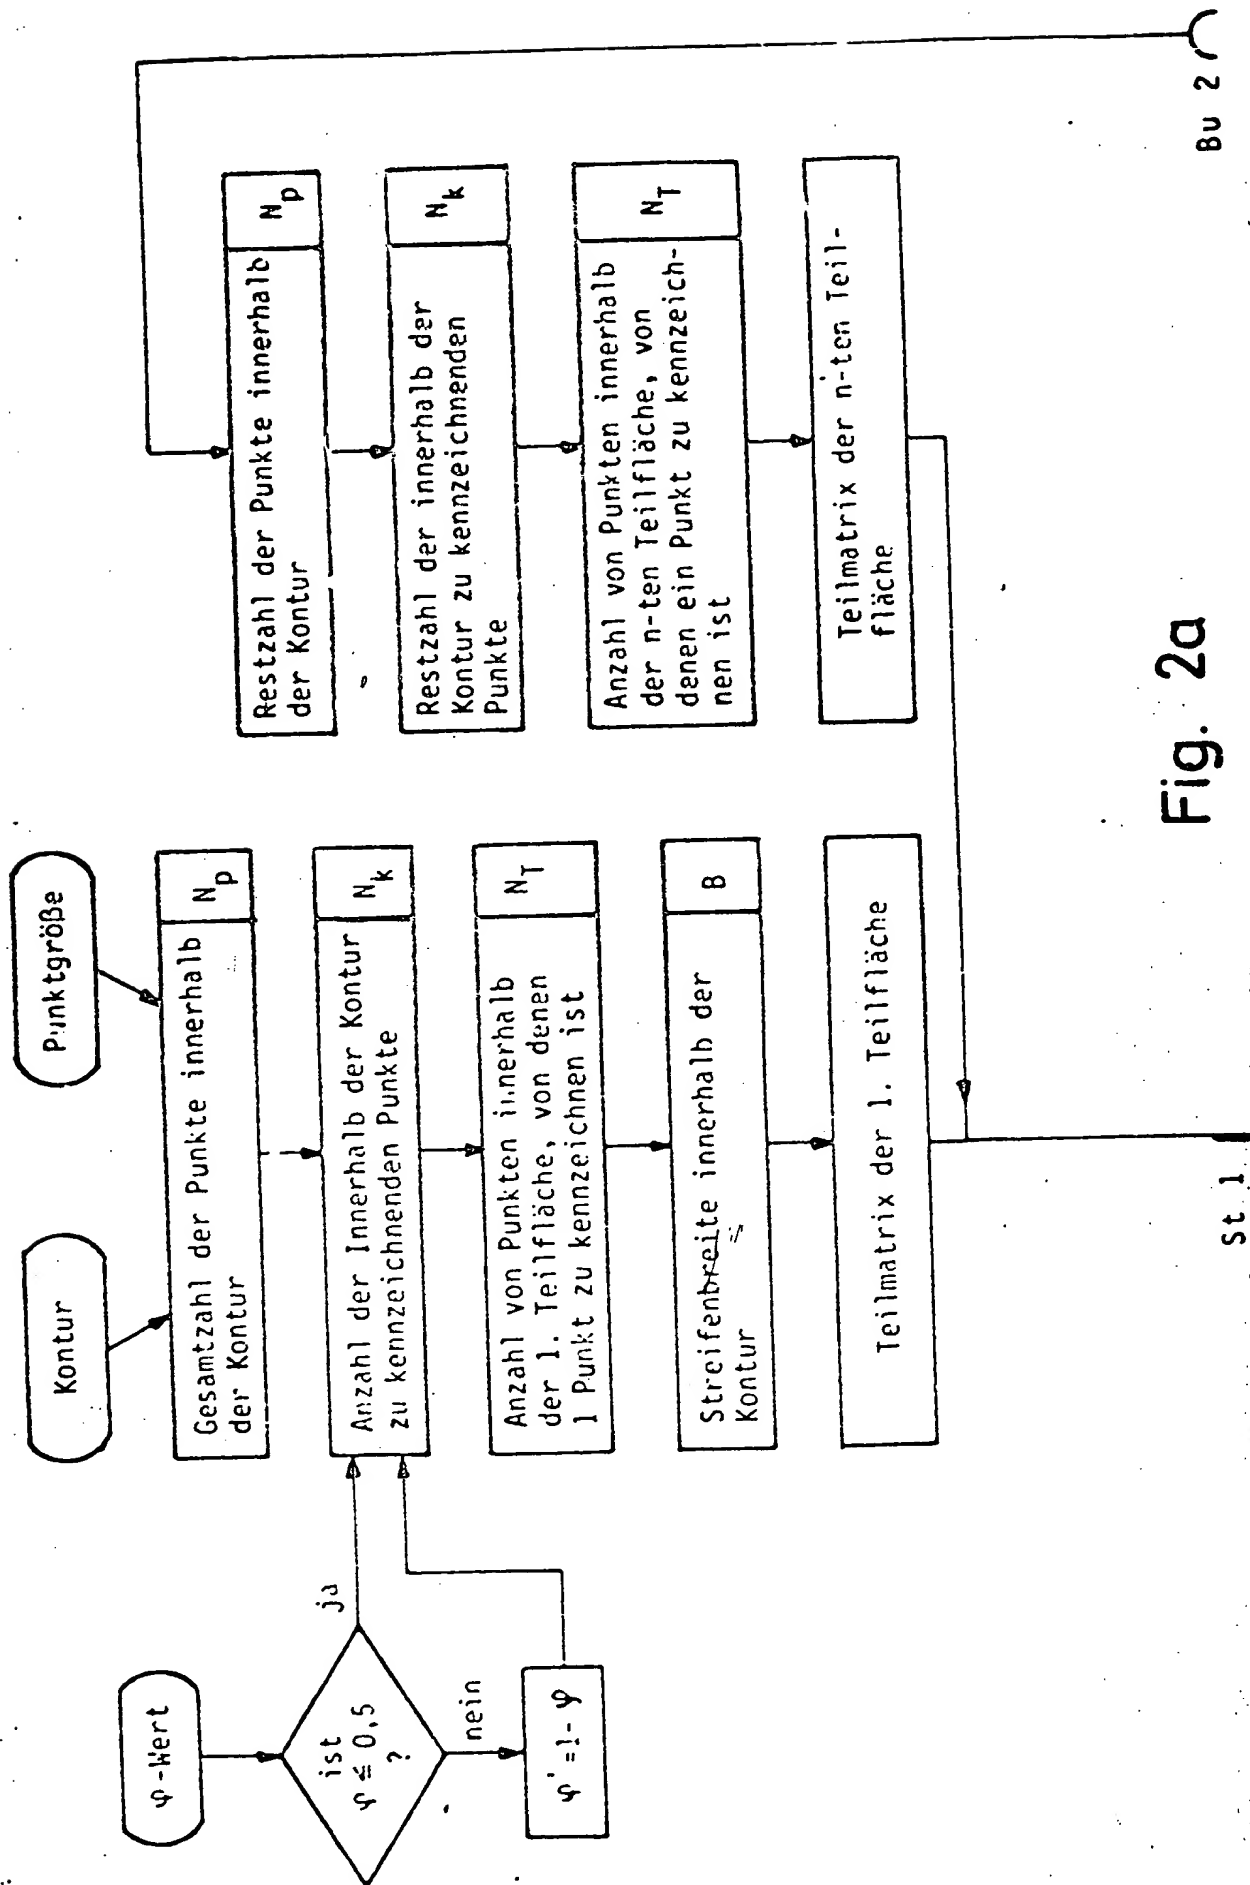 φ-Wert
ist
φ ≤ 0,5
?
ja
nein
φ' = 1- φ
Kontur
Punktgröße
Gesamtzahl der Punkte innerhalb
der Kontur
Np
Anzahl der Innerhalb der Kontur
zu kennzeichnenden Punkte
Nk
Anzahl von Punkten innerhalb
der 1. Teilfläche, von denen
1 Punkt zu kennzeichnen ist
NT
Streifenbreite innerhalb der
Kontur
B
Teilmatrix der 1. Teilfläche
St 1
Restzahl der Punkte innerhalb
der Kontur
Np
Restzahl der innerhalb der
Kontur zu kennzeichnenden
Punkte
Nk
Anzahl von Punkten innerhalb
der n-ten Teilfläche, von
denen ein Punkt zu kennzeich-
nen ist
NT
Teilmatrix der n-ten Teil-
fläche
Bu 2
Fig. 2a